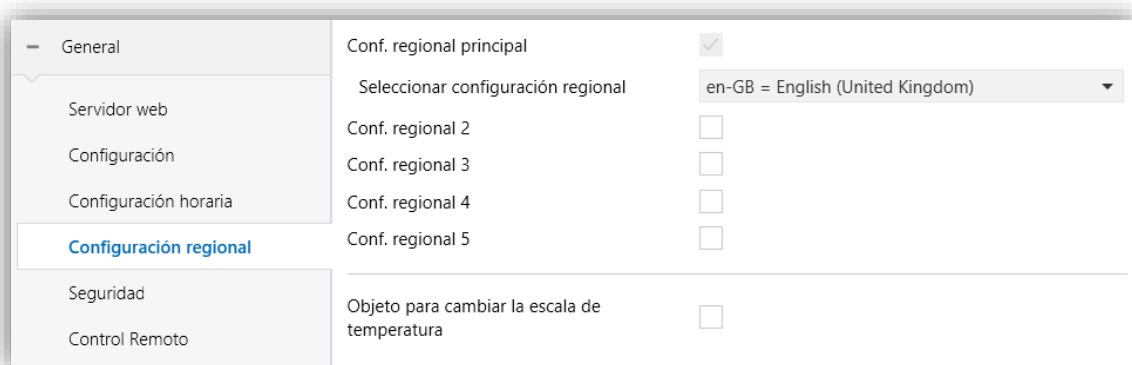 General
Servidor web
Configuración
Configuración horaria
Configuración regional
Seguridad
Control Remoto
Conf. regional principal
Seleccionar configuración regional
en-GB = English (United Kingdom)
Conf. regional 2
Conf. regional 3
Conf. regional 4
Conf. regional 5
Objeto para cambiar la escala de
temperatura